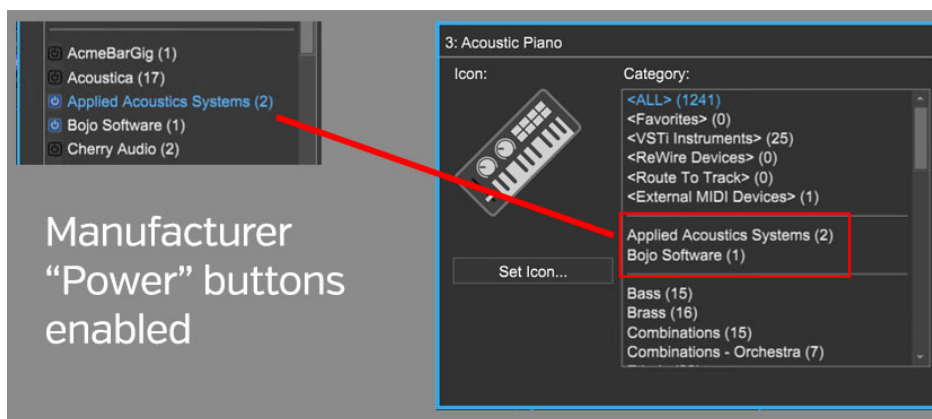 AcmeBarGig (1)
Acoustica (17)
Applied Acoustics Systems (2)
Bojo Software (1)
Cherry Audio (2)
Manufacturer
“Power” buttons
enabled
3: Acoustic Piano
Icon:
Set Icon...
Category:
<ALL> (1241)
<Favorites> (0)
<VSTi Instruments> (25)
<ReWire Devices> (0)
<Route To Track> (0)
<External MIDI Devices> (1)
Applied Acoustics Systems (2)
Bojo Software (1)
Bass (15)
Brass (16)
Combinations (15)
Combinations - Orchestra (7)